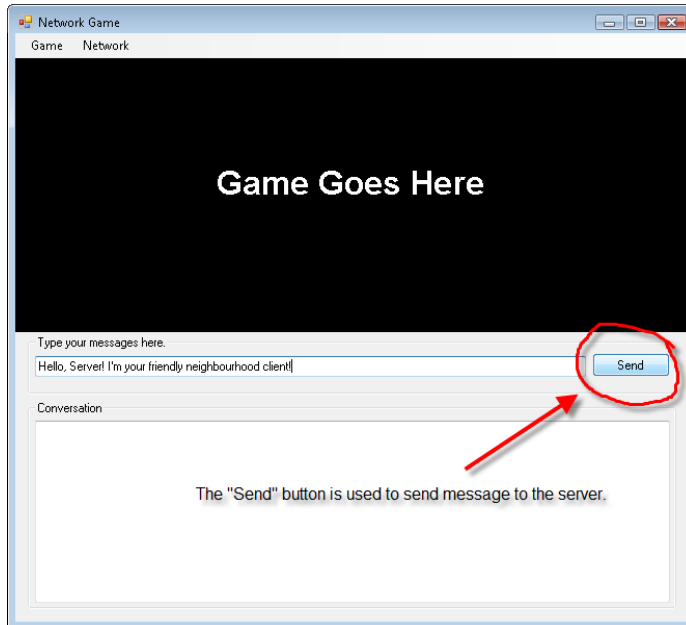 Network Game
Game Network
Game Goes Here
Type your messages here.
Hello, Server! I'm your friendly neighbourhood client!
Send
Conversation
The "Send" button is used to send message to the server.